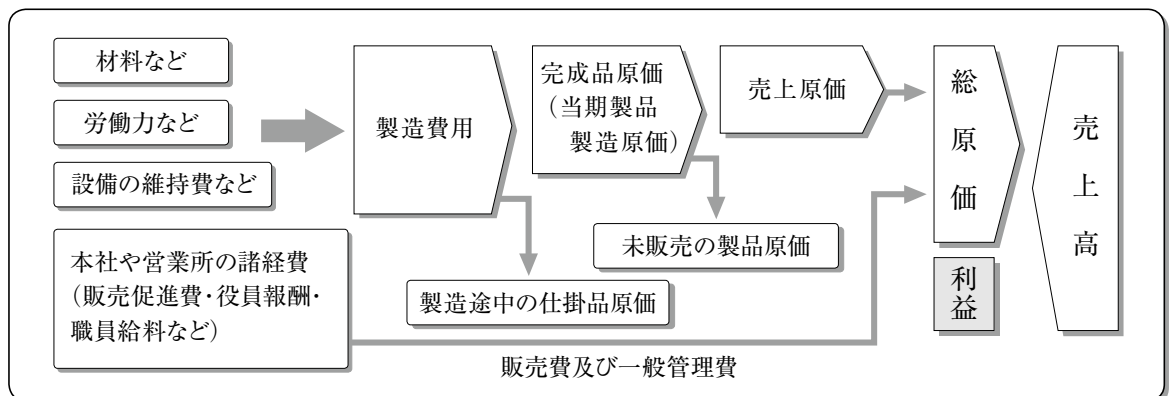 材料など
労働力など
設備の維持費など
本社や営業所の諸経費
（販売促進費・役員報酬・
職員給料など）
製造費用
完成品原価
（当期製品
製造原価）
売上原価
未販売の製品原価
製造途中の仕掛品原価
販売費及び一般管理費
総原価
利益
売上高